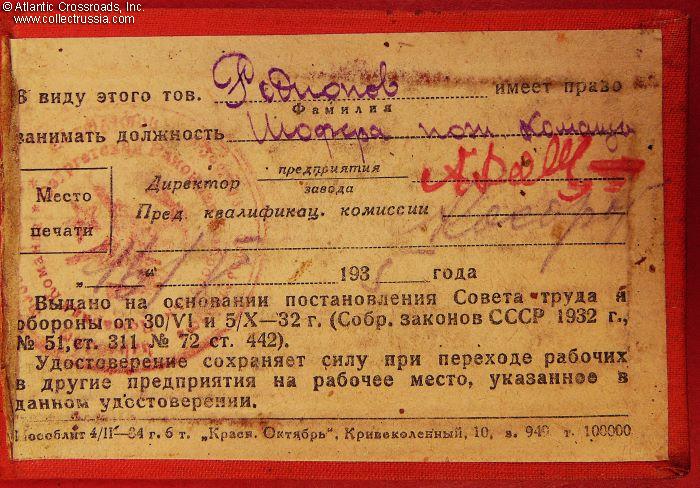 © Atlantic Crossroads, Inc.
www.collectrussia.com
В виду этого тов. Родионов имеет право
Фамилия
занимать должность Шофера пож команды
Место печати
Директор предприятия
завода
Пред. квалификац. комиссии
" " 193 года
Выдано на основании постановления Совета труда и
обороны от 30/VI и 5/X—32 г. (Собр. законов СССР 1932 г.,
№ 51, ст. 311 № 72 ст. 442).
Удостоверение сохраняет силу при переходе рабочих
в другие предприятия на рабочее место, указанное в
данном удостоверении.
Мособлит 4/II—34 г. 6 т. „Красн. Октябрь", Кривоколенный, 10, з. 940 т. 100000